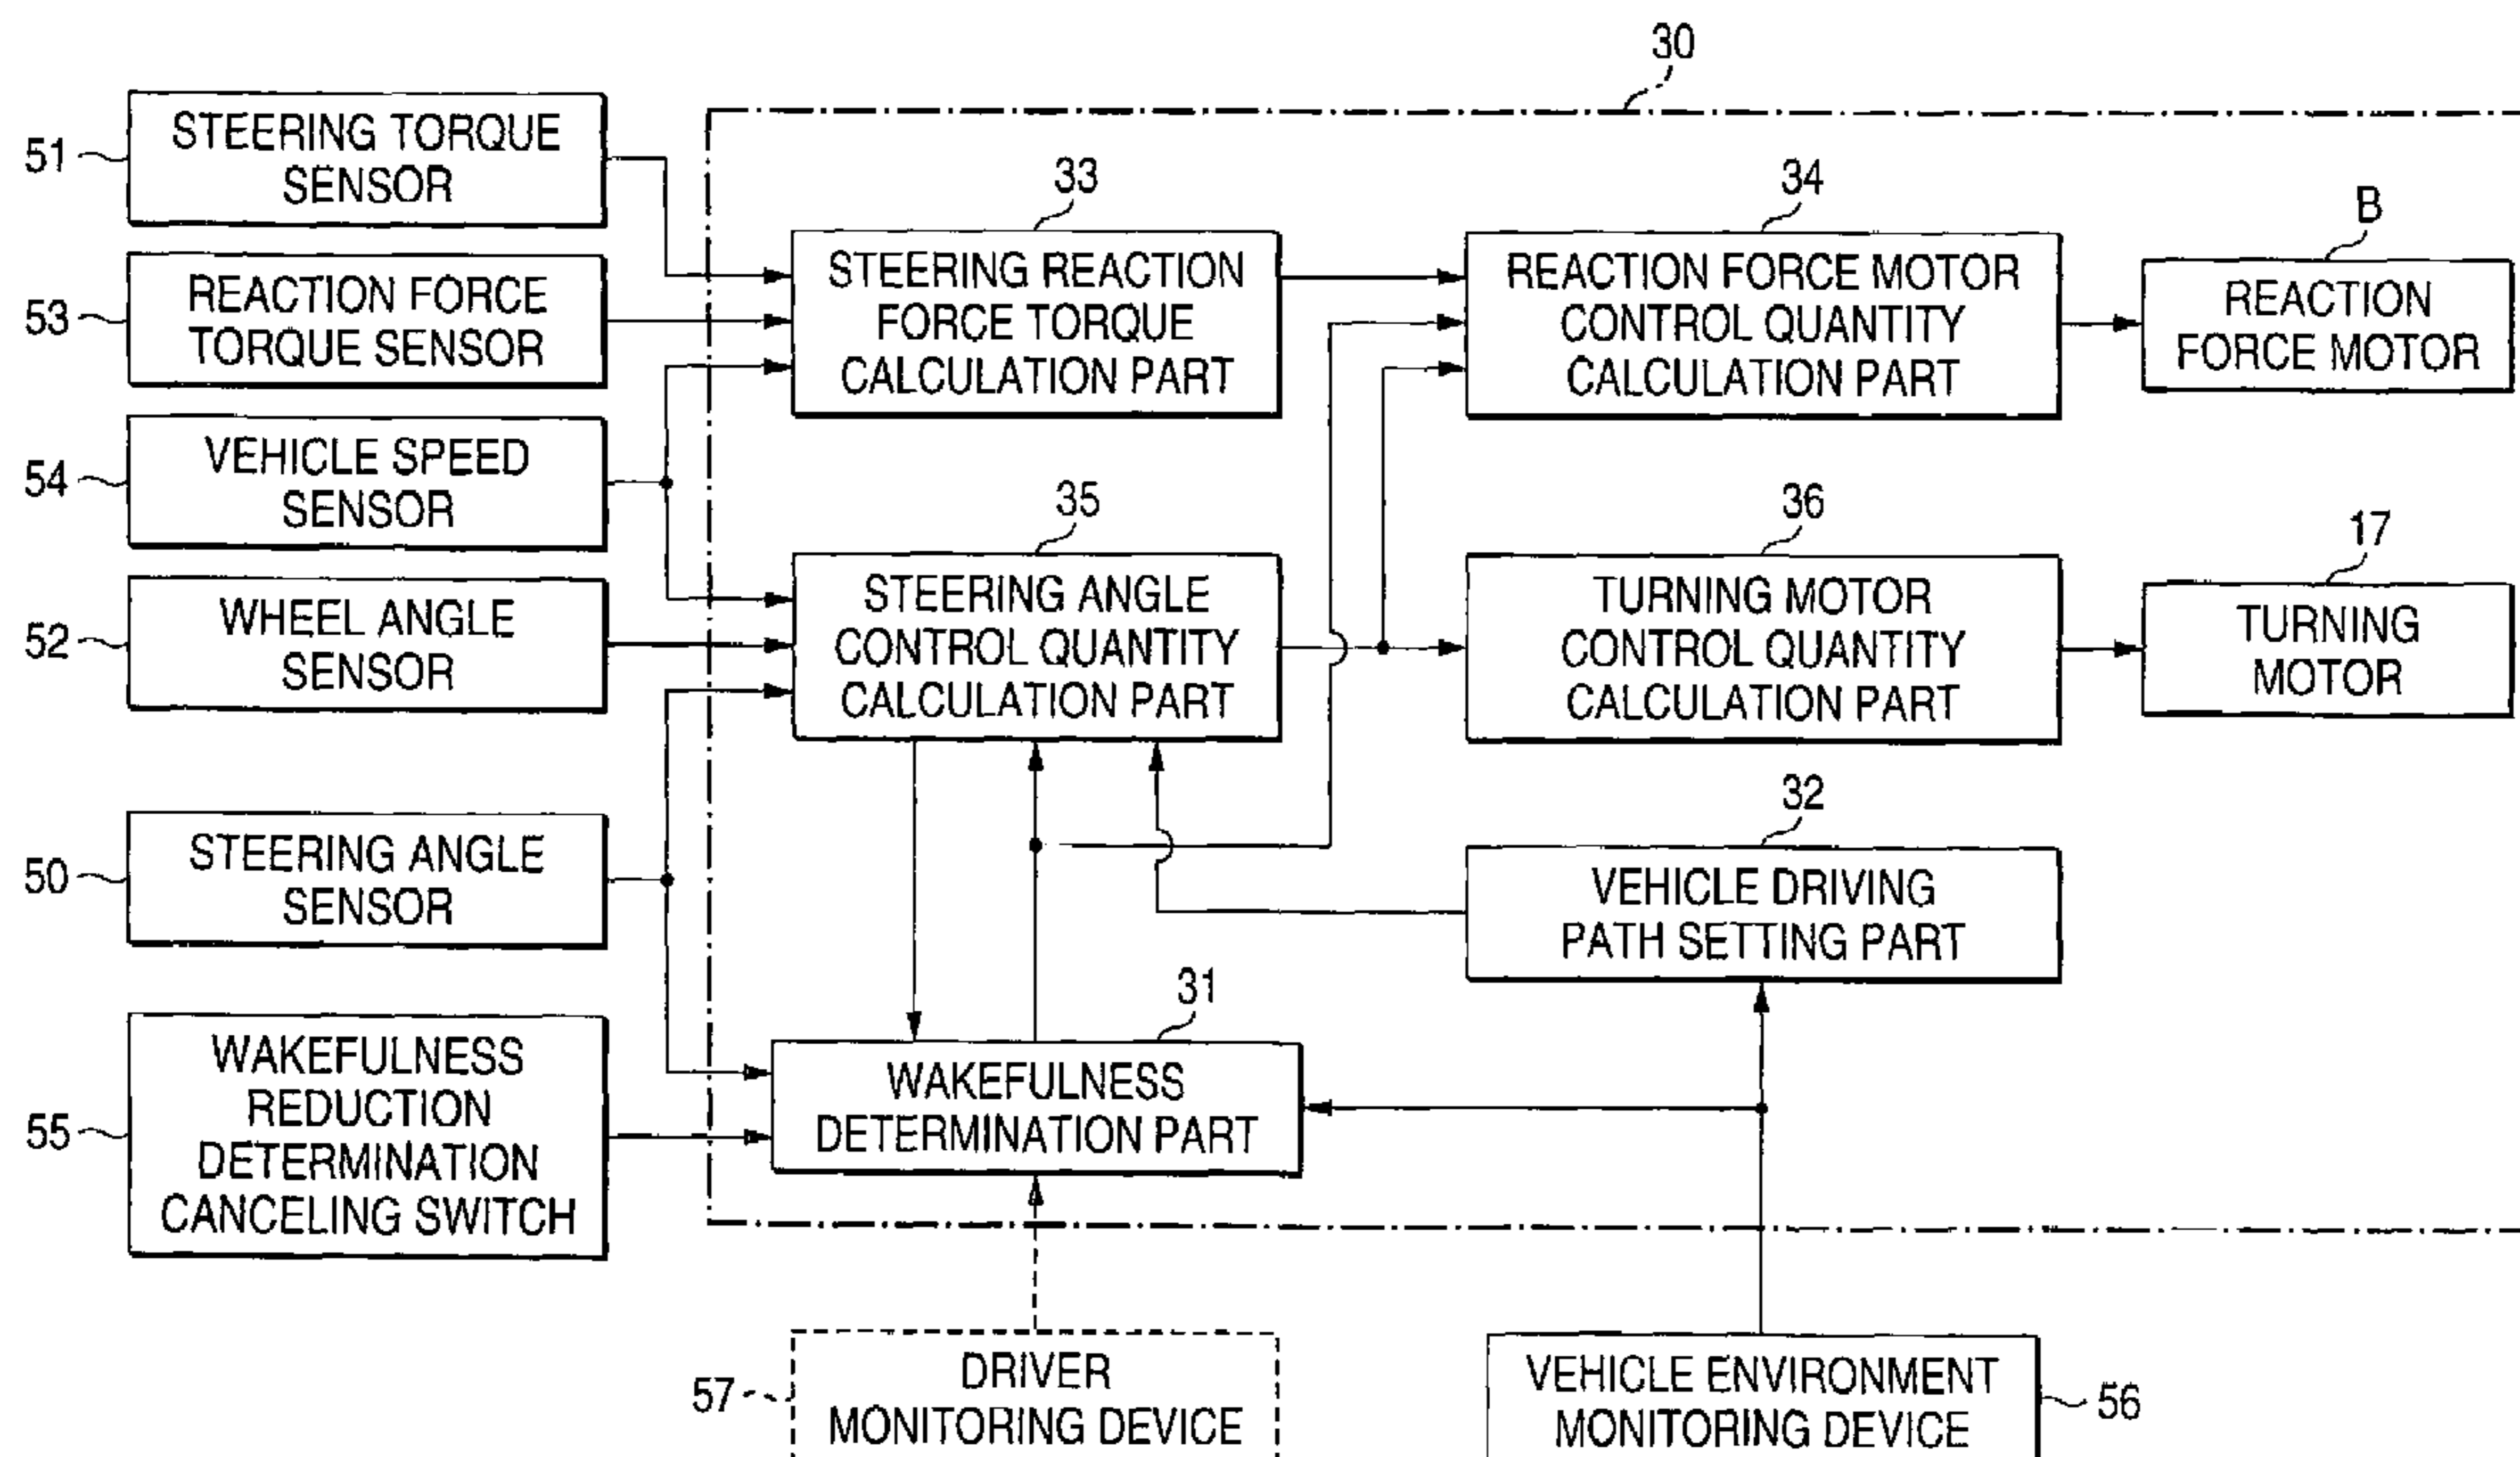 30
51
STEERING TORQUE
SENSOR
53
REACTION FORCE
TORQUE SENSOR
54
VEHICLE SPEED
SENSOR
52
WHEEL ANGLE
SENSOR
50
STEERING ANGLE
SENSOR
55
WAKEFULNESS
REDUCTION
DETERMINATION
CANCELING SWITCH
33
STEERING REACTION
FORCE TORQUE
CALCULATION PART
34
REACTION FORCE MOTOR
CONTROL QUANTITY
CALCULATION PART
B
REACTION
FORCE MOTOR
35
STEERING ANGLE
CONTROL QUANTITY
CALCULATION PART
36
TURNING MOTOR
CONTROL QUANTITY
CALCULATION PART
17
TURNING
MOTOR
32
VEHICLE DRIVING
PATH SETTING PART
31
WAKEFULNESS
DETERMINATION PART
57
DRIVER
MONITORING DEVICE
VEHICLE ENVIRONMENT
MONITORING DEVICE
56